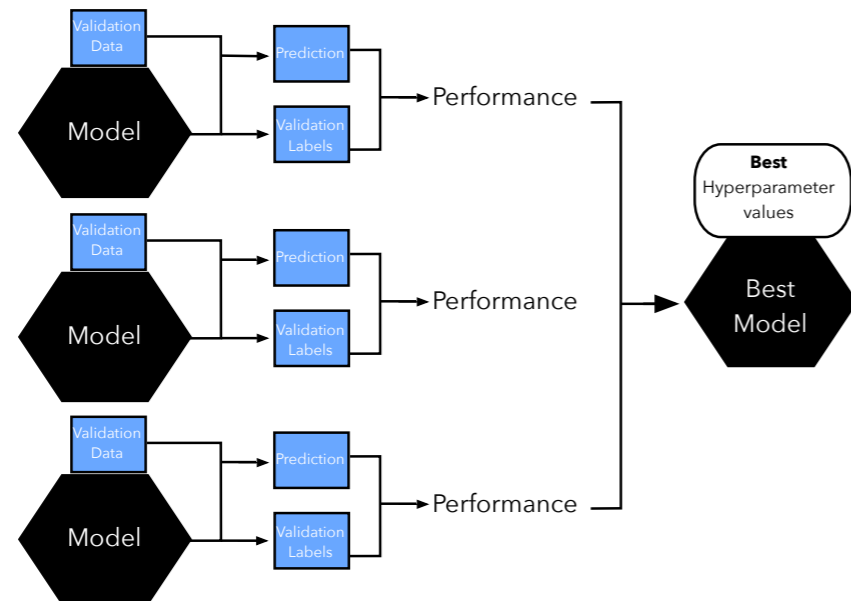 Validation
Data
Prediction
Model
Validation
Labels
Performance
Validation
Data
Prediction
Model
Validation
Labels
Performance
Validation
Data
Prediction
Model
Validation
Labels
Performance
Best
Hyperparameter
values
Best
Model